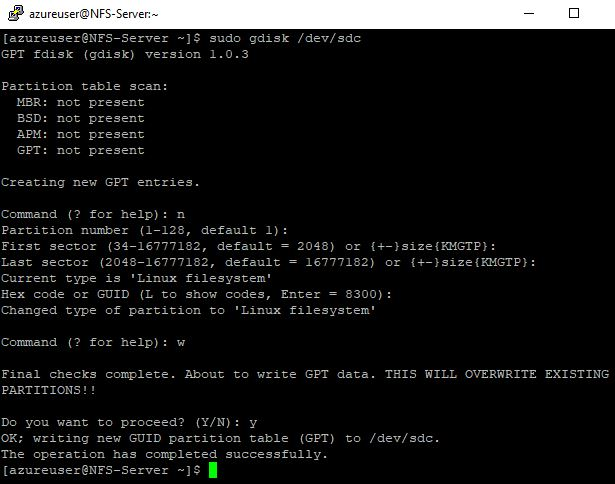 azureuser@NFS-Server:~
[azureuser@NFS-Server ~]$ sudo gdisk /dev/sdc
GPT fdisk (gdisk) version 1.0.3
Partition table scan:
  MBR: not present
  BSD: not present
  APM: not present
  GPT: not present
Creating new GPT entries.
Command (? for help): n
Partition number (1-128, default 1):
First sector (34-16777182, default = 2048) or {+-}size{KMGTP}:
Last sector (2048-16777182, default = 16777182) or {+-}size{KMGTP}:
Current type is 'Linux filesystem'
Hex code or GUID (L to show codes, Enter = 8300):
Changed type of partition to 'Linux filesystem'
Command (? for help): w
Final checks complete. About to write GPT data. THIS WILL OVERWRITE EXISTING
PARTITIONS!!
Do you want to proceed? (Y/N): y
OK; writing new GUID partition table (GPT) to /dev/sdc.
The operation has completed successfully.
[azureuser@NFS-Server ~]$